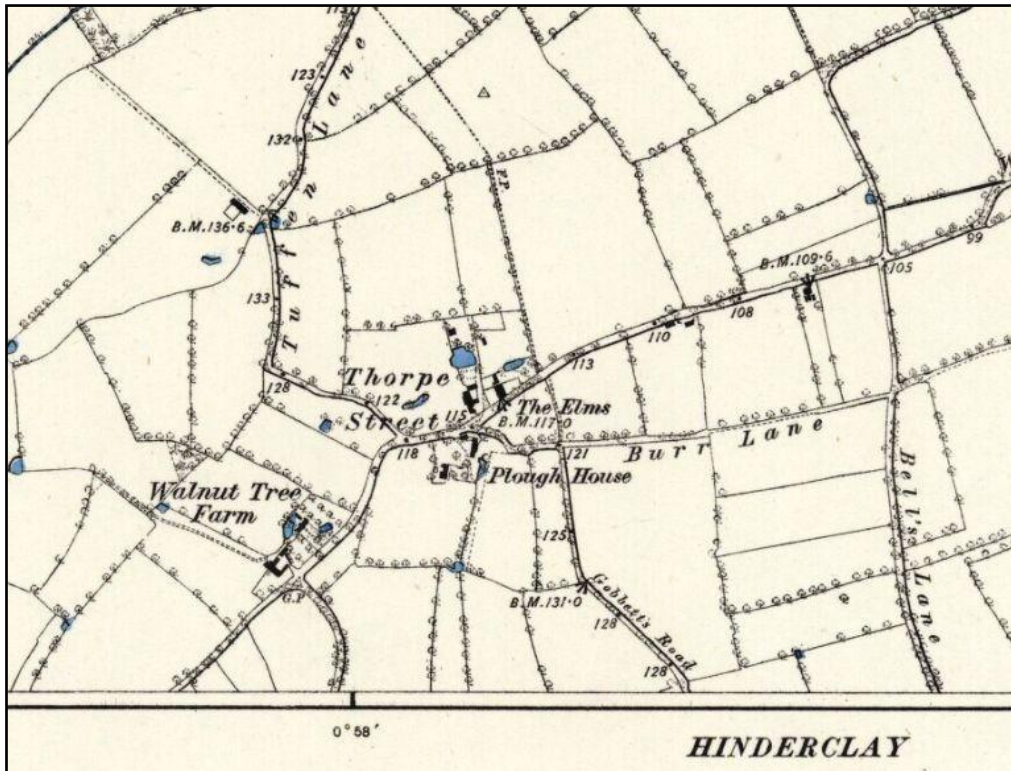 113
123
Lane
132
F.P.
B.M.136·6
Turffen
133
B.M.109·6
99
105
108
110
113
128
Thorpe
122
115
The Elms
Street
B.M.117·0
118
121
Burr Lane
Plough House
Walnut Tree
Farm
Bell's Lane
125
G.P.
B.M.131·0
Gobbett's Road
128
128
0°58'
HINDERCLAY